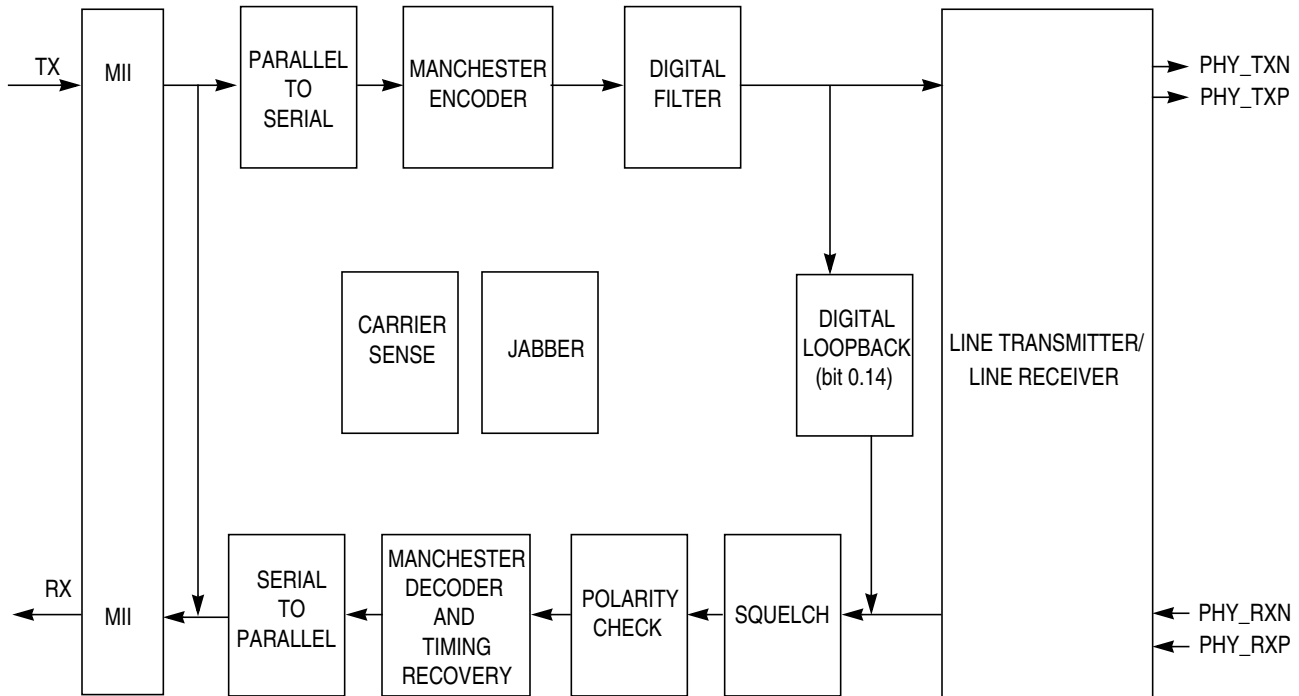 TX
MII
PARALLEL
TO
SERIAL
MANCHESTER
ENCODER
DIGITAL
FILTER
PHY_TXN
PHY_TXP
CARRIER
SENSE
JABBER
DIGITAL
LOOPBACK
(bit 0.14)
LINE TRANSMITTER/
LINE RECEIVER
RX
MII
SERIAL
TO
PARALLEL
MANCHESTER
DECODER
AND
TIMING
RECOVERY
POLARITY
CHECK
SQUELCH
PHY_RXN
PHY_RXP